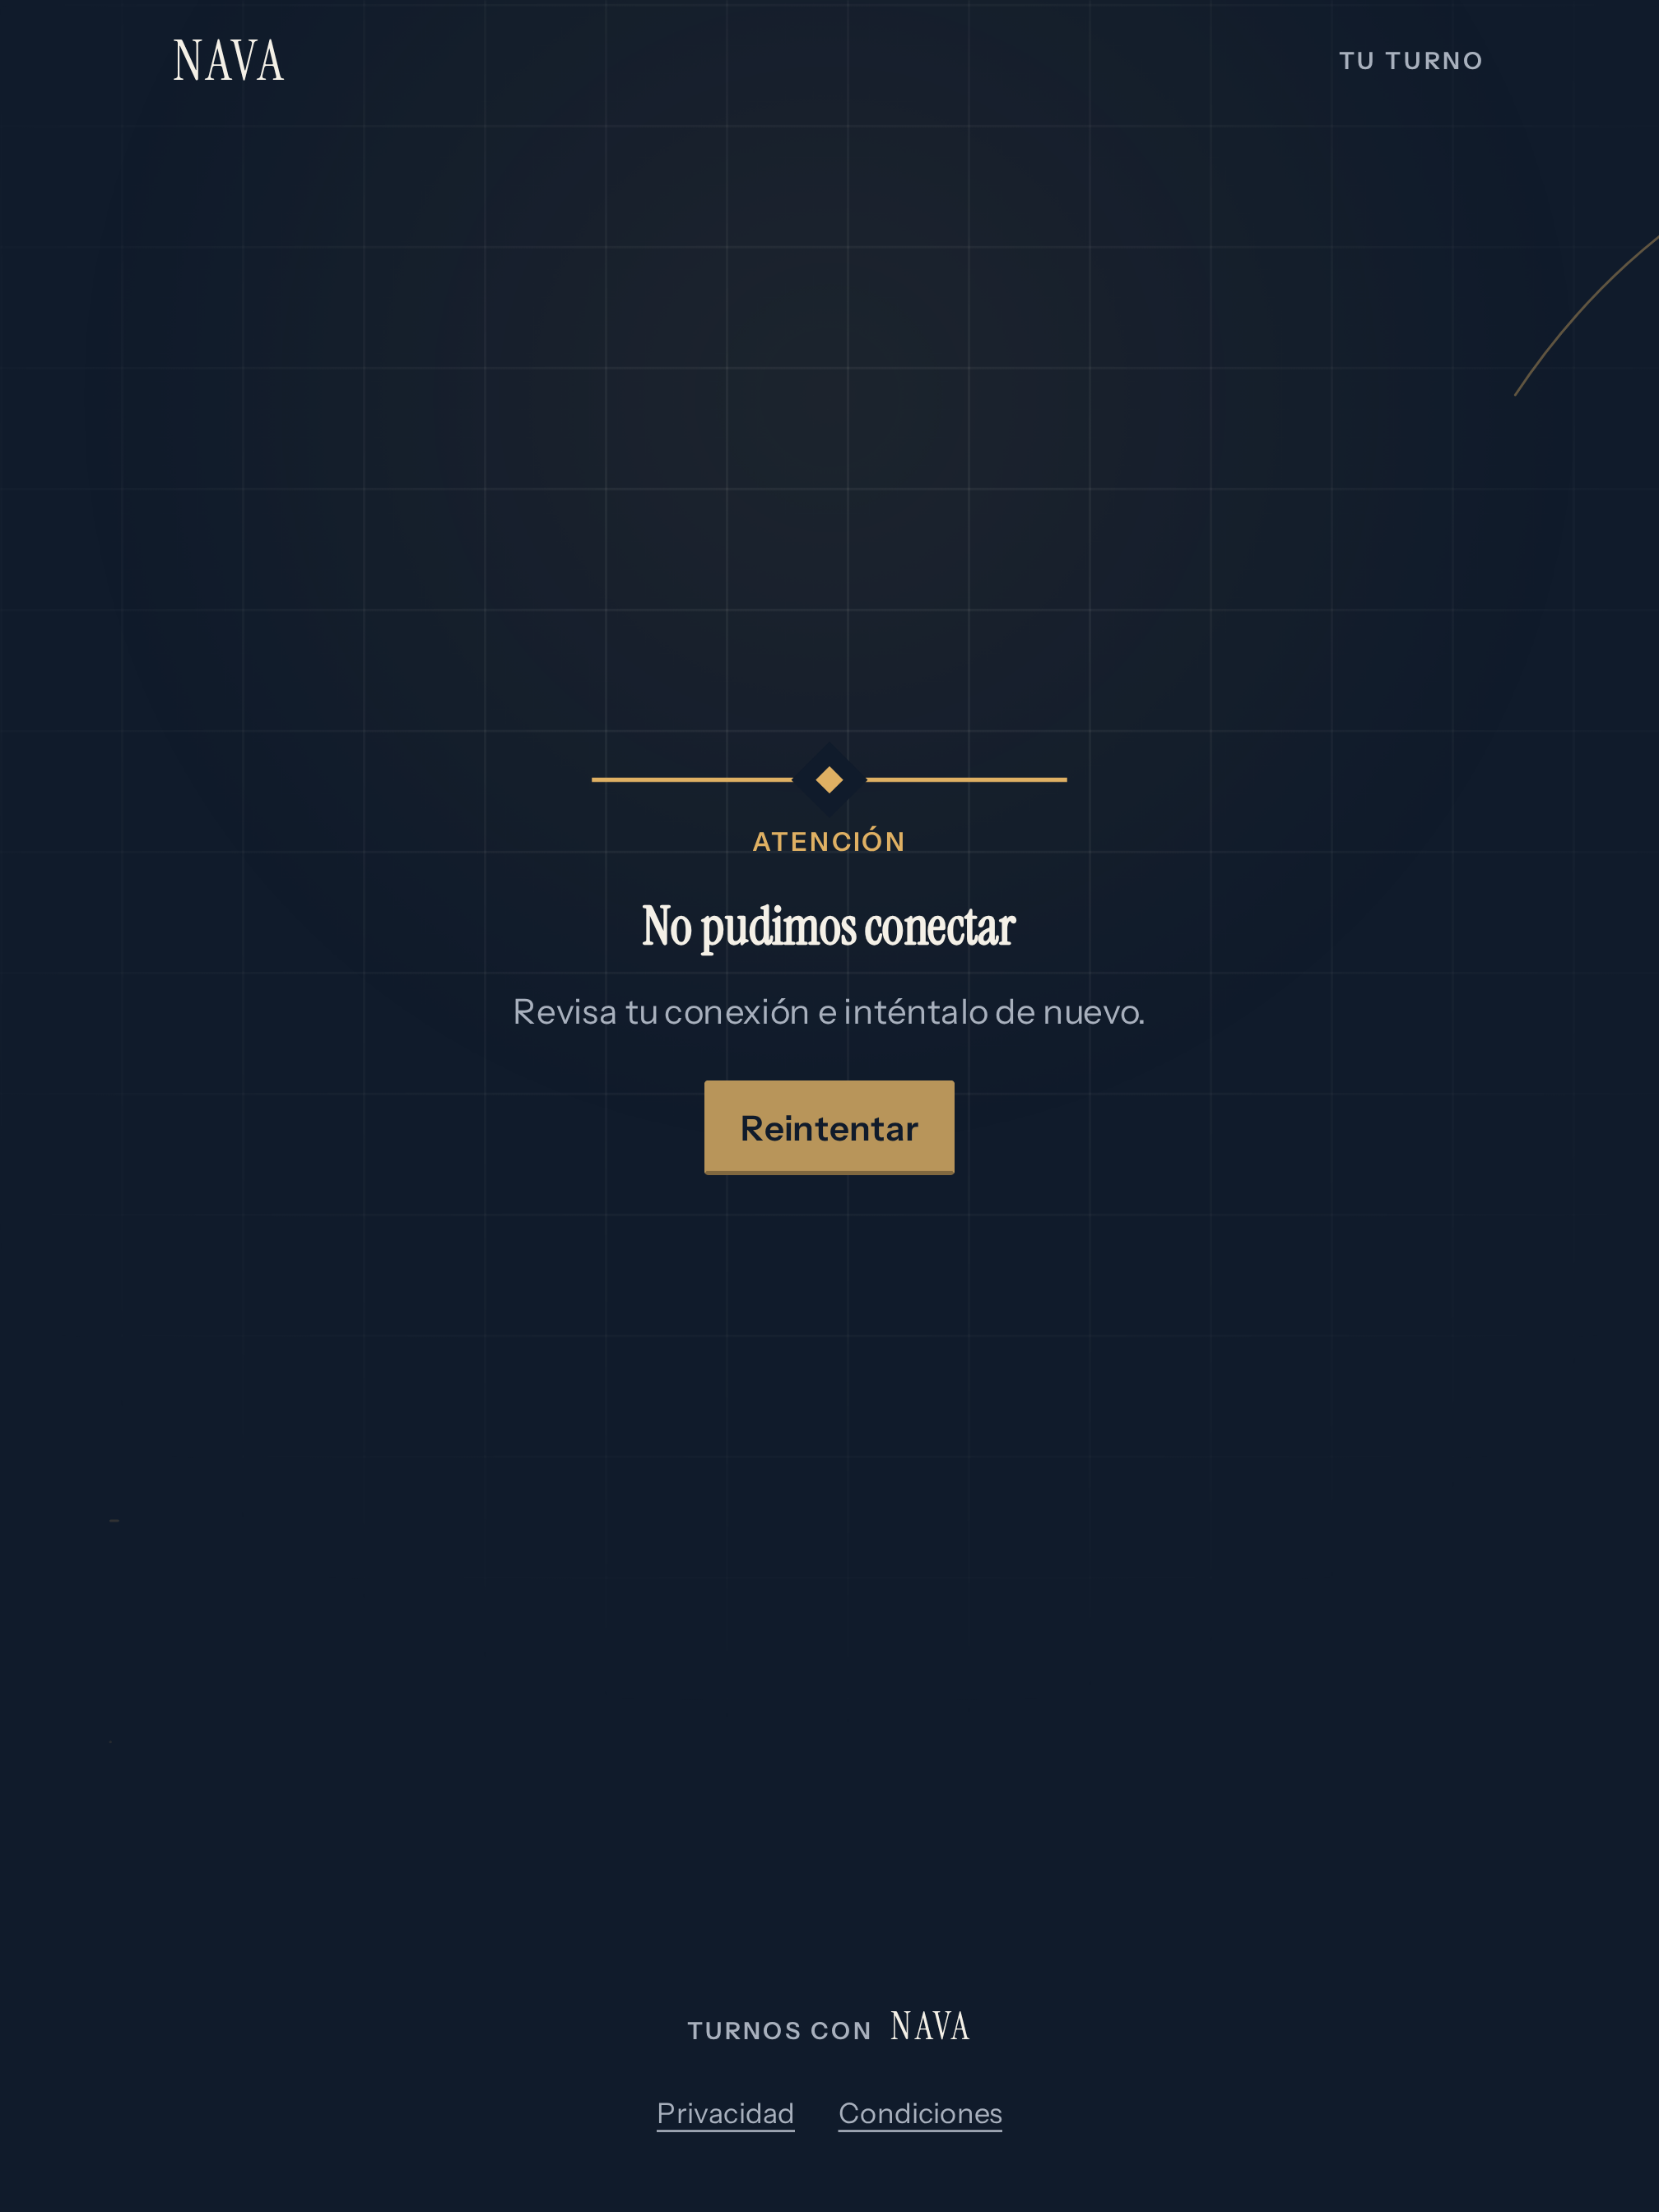 NAVA
TU TURNO
ATENCIÓN
No pudimos conectar
Revisa tu conexión e inténtalo de nuevo.
Reintentar
TURNOS CON NAVA
Privacidad Condiciones